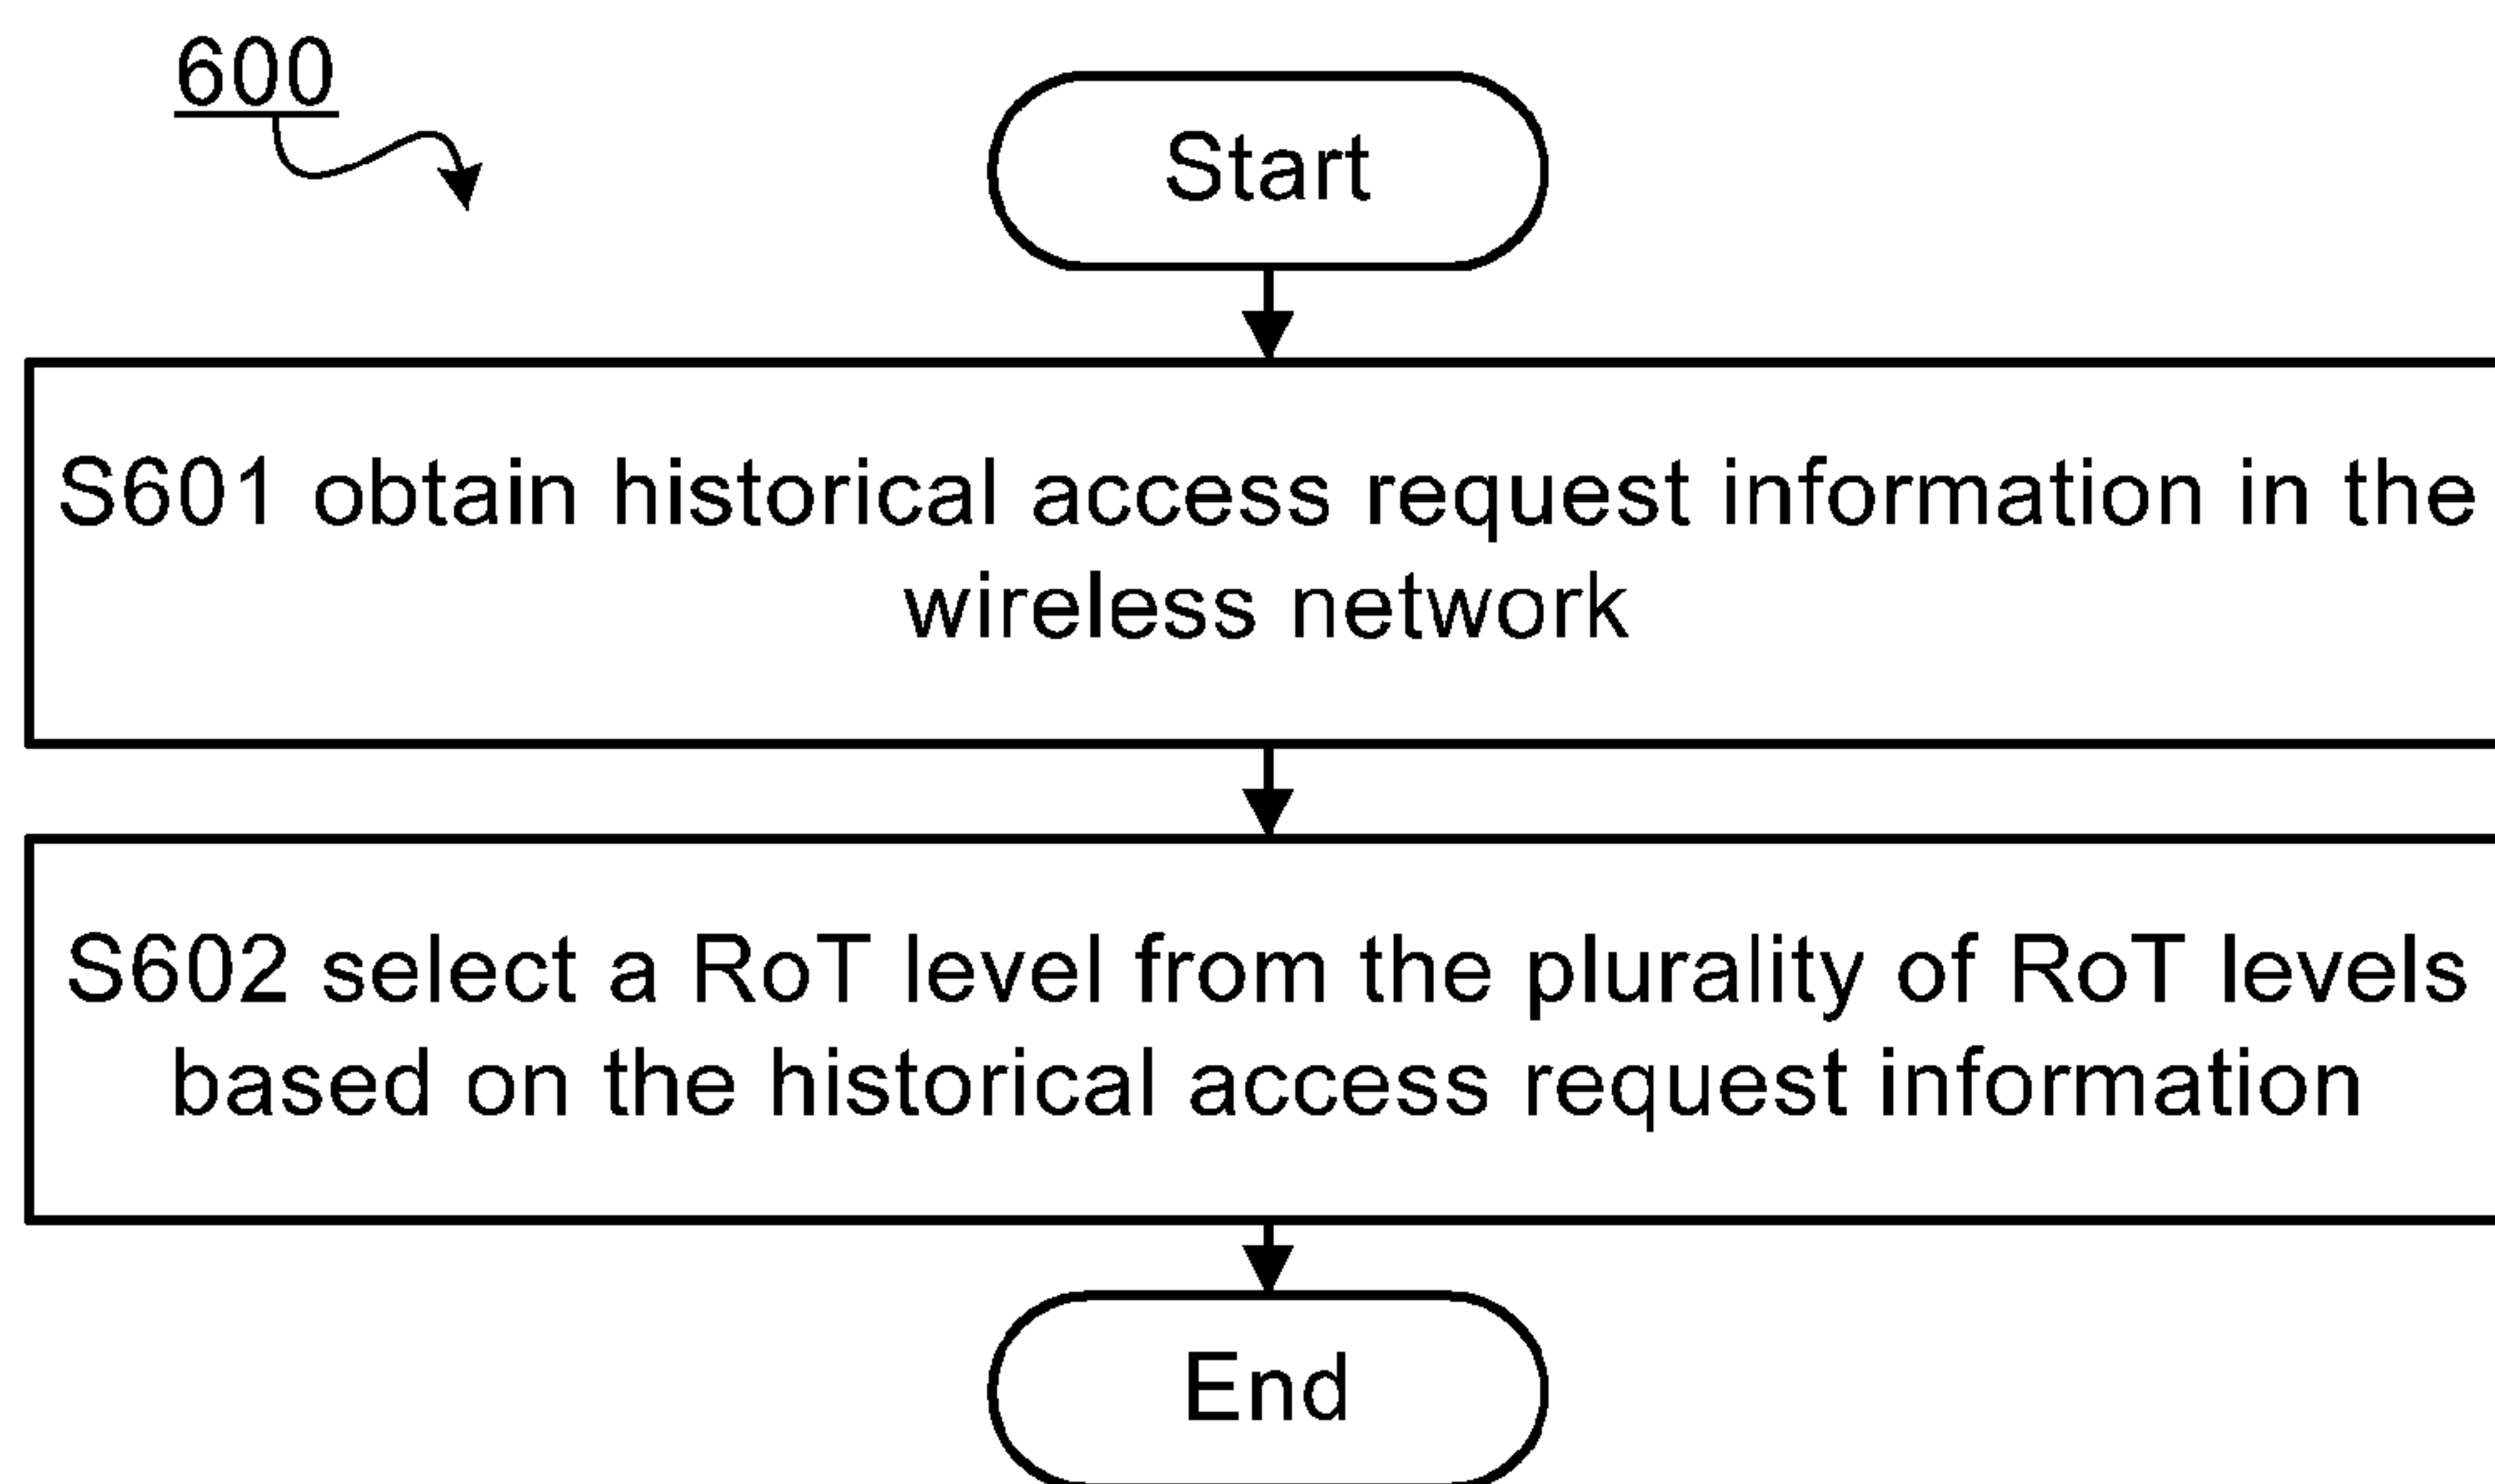 600
Start
S601 obtain historical access request information in the
wireless network
S602 select a RoT level from the plurality of RoT levels
based on the historical access request information
End